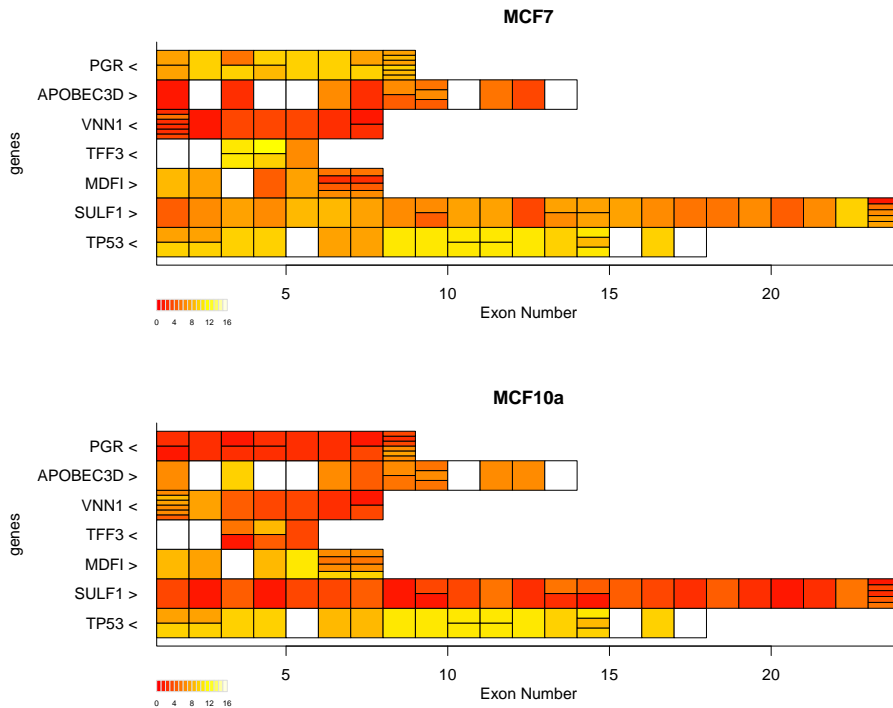 MCF7
genes
PGR <
APOBEC3D >
VNN1 <
TFF3 <
MDFI >
SULF1 >
TP53 <
5 10 15 20
Exon Number
0 4 8 12 16
MCF10a
genes
PGR <
APOBEC3D >
VNN1 <
TFF3 <
MDFI >
SULF1 >
TP53 <
5 10 15 20
Exon Number
0 4 8 12 16